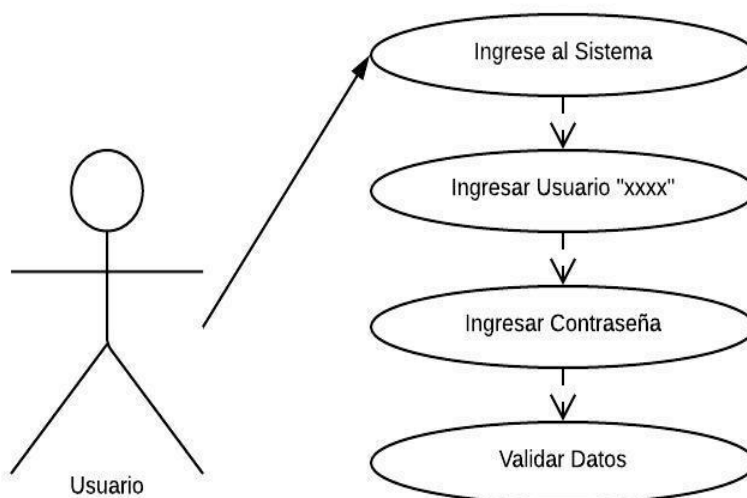 Ingrese al Sistema
Ingresar Usuario "xxxx"
Ingresar Contraseña
Validar Datos
Usuario